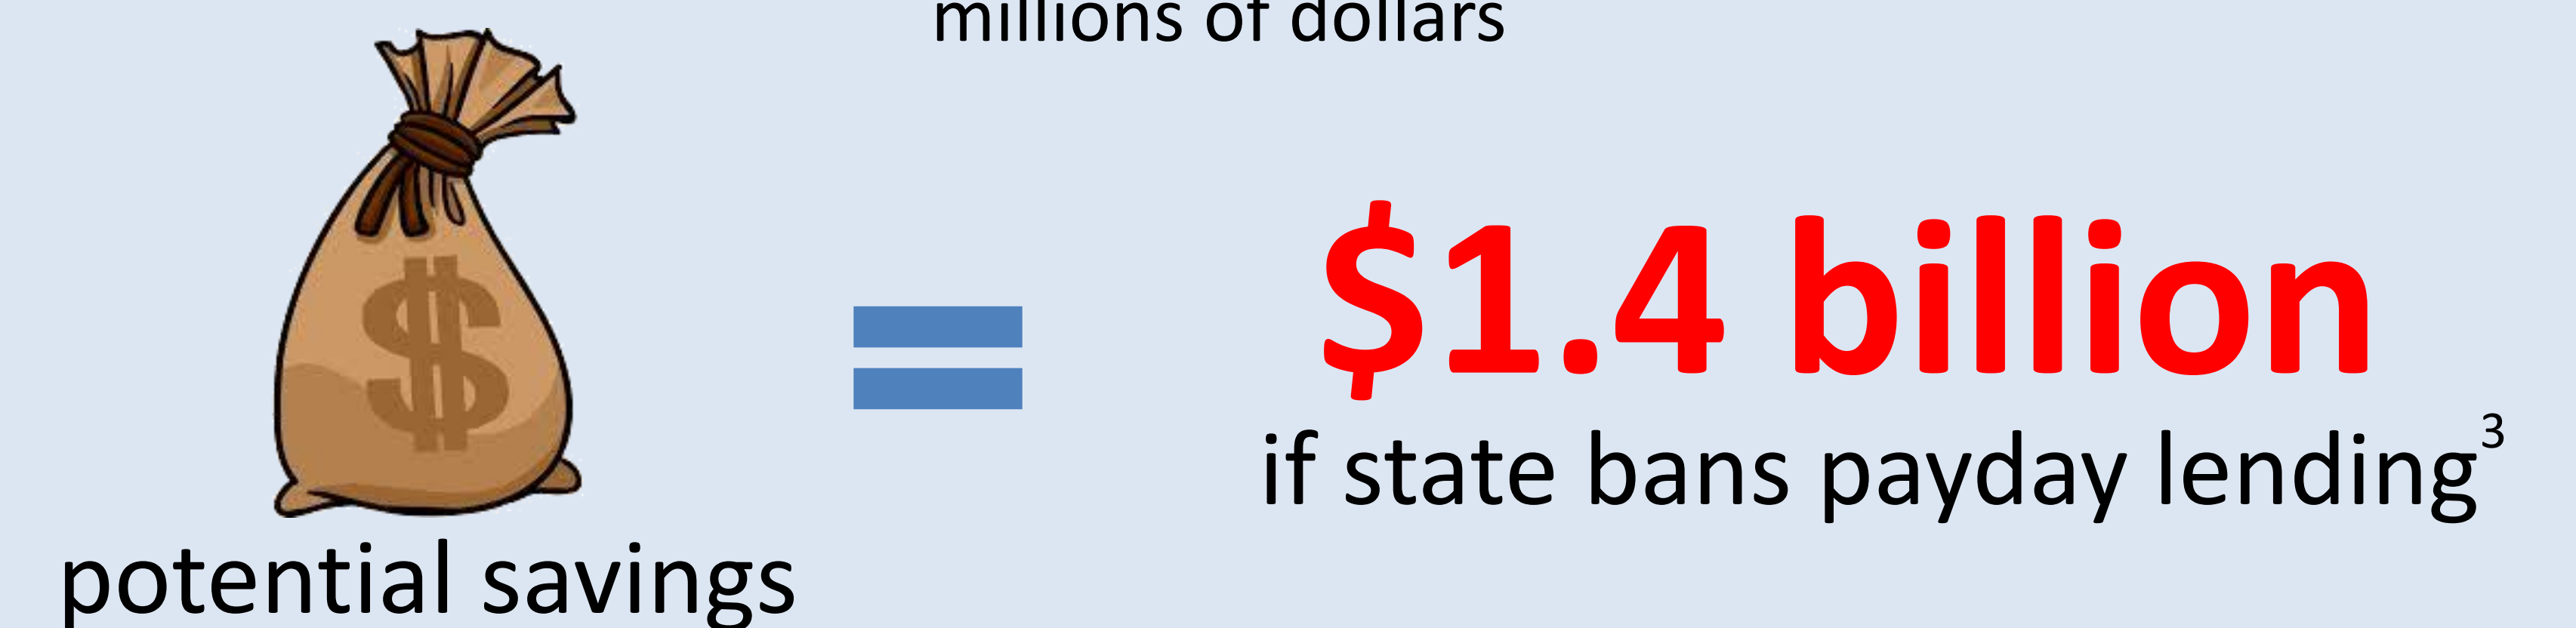 millions of dollars
$
$1.4 billion
if state bans payday lending³
potential savings